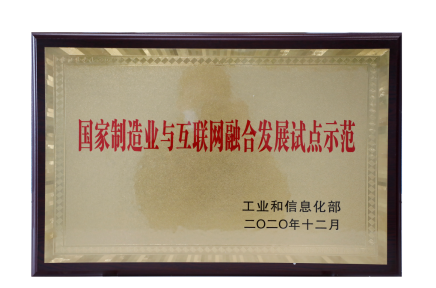 国家制造业与互联网融合发展试点示范
工业和信息化部
二〇二〇年十二月